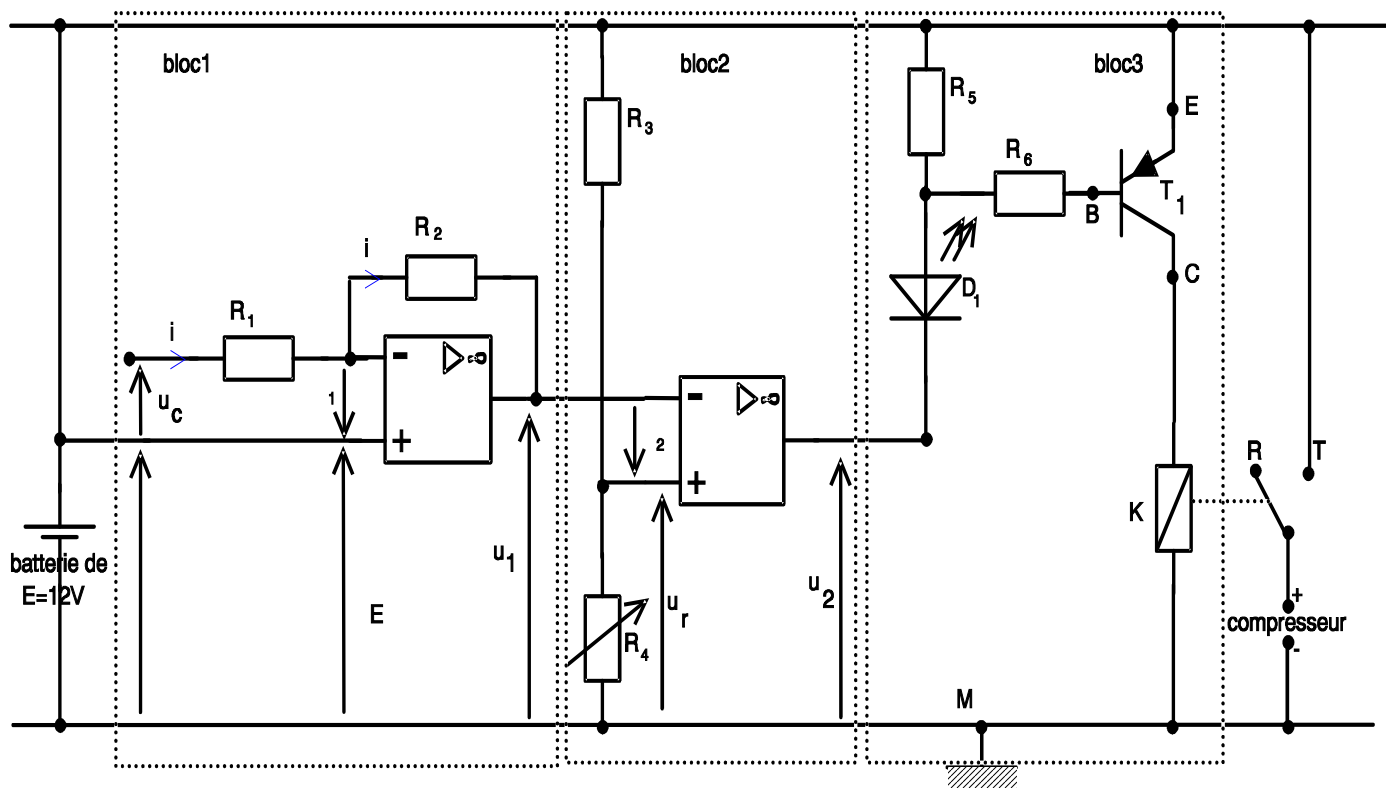 bloc1
bloc2
bloc3
R1
R2
i
i
uc
1
- ∞
+
batterie de
E=12V
E
u1
R3
R4
2
- ∞
+
ur
u2
R5
R6
D1
B
E
T1
C
K
R
T
+
compresseur
-
M